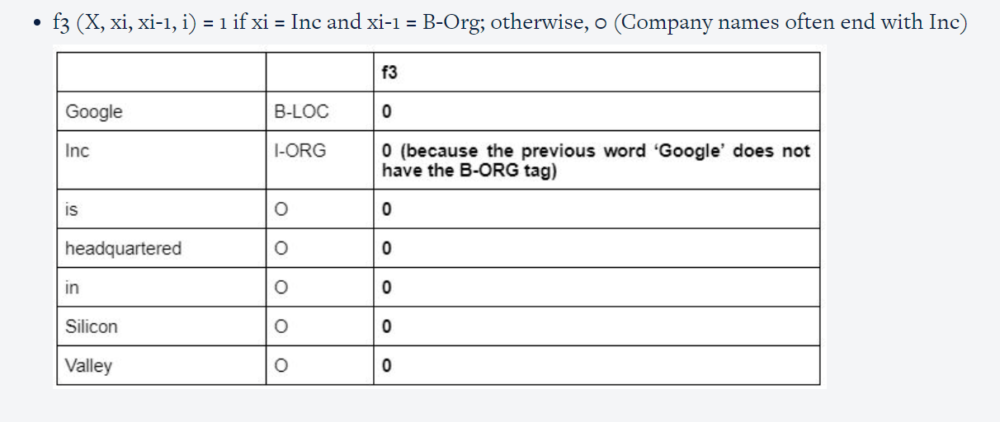 • f3 (X, xi, xi-1, i) = 1 if xi = Inc and xi-1 = B-Org; otherwise, 0 (Company names often end with Inc)
f3
Google B-LOC 0
Inc I-ORG 0 (because the previous word ‘Google’ does not
have the B-ORG tag)
is O 0
headquartered O 0
in O 0
Silicon O 0
Valley O 0